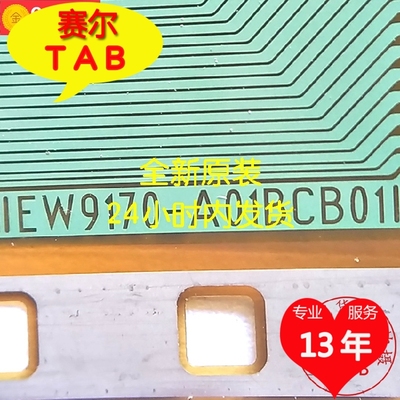 赛尔
TAB
全新原装
IEW9170-A01BCB01I
24小时内发货
专业 服务
13年